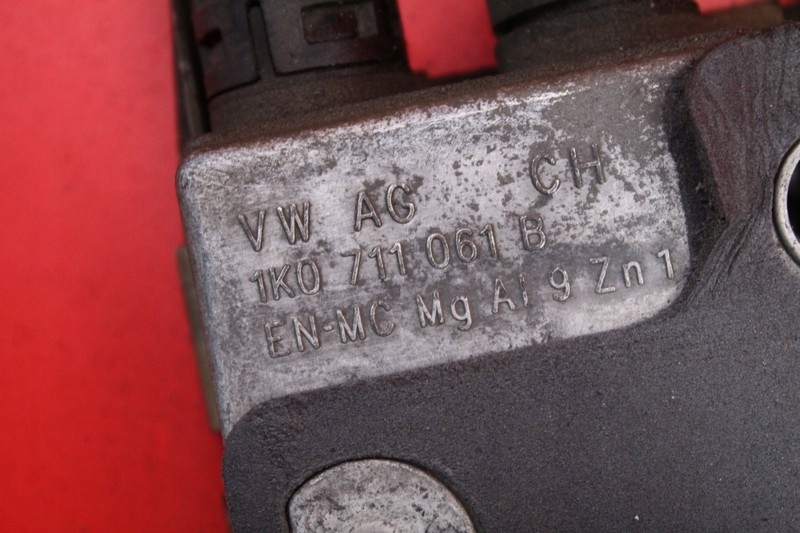 VW AG CH
1K0 711 061 B
EN-MC Mg Al 9 Zn 1